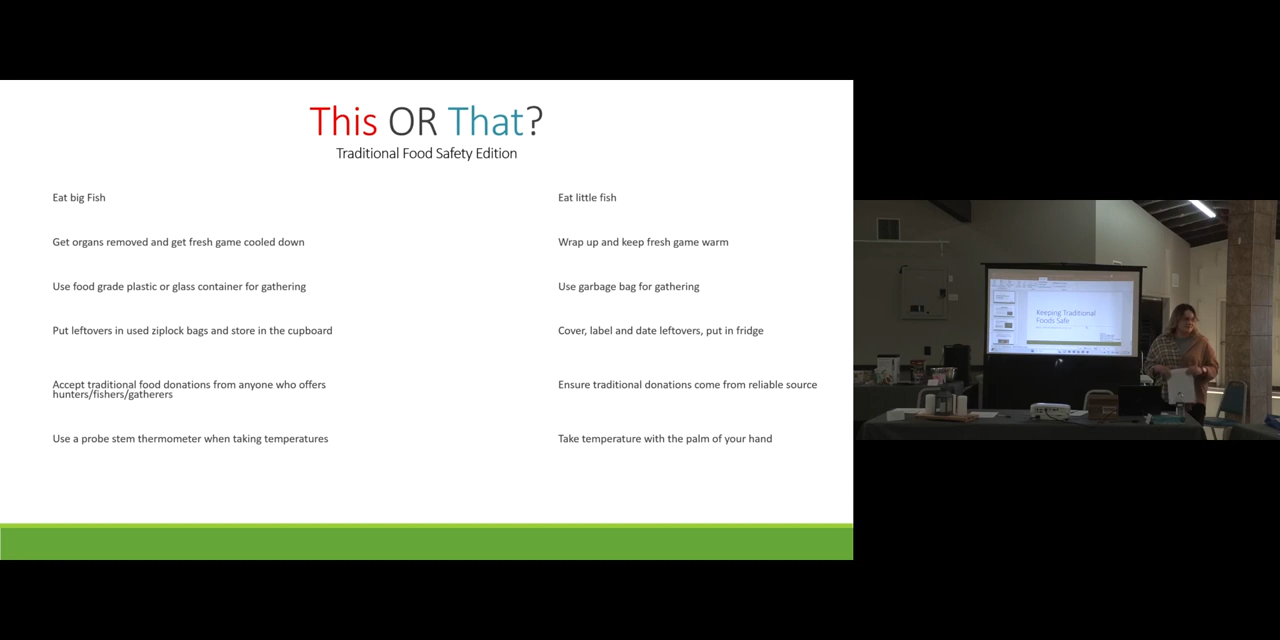 This OR That?
Traditional Food Safety Edition
Eat big Fish
Eat little fish
Get organs removed and get fresh game cooled down
Wrap up and keep fresh game warm
Use food grade plastic or glass container for gathering
Use garbage bag for gathering
Put leftovers in used ziplock bags and store in the cupboard
Cover, label and date leftovers, put in fridge
Accept traditional food donations from anyone who offers
hunters/fishers/gatherers
Ensure traditional donations come from reliable source
Use a probe stem thermometer when taking temperatures
Take temperature with the palm of your hand
Keeping Traditional
Foods Safe